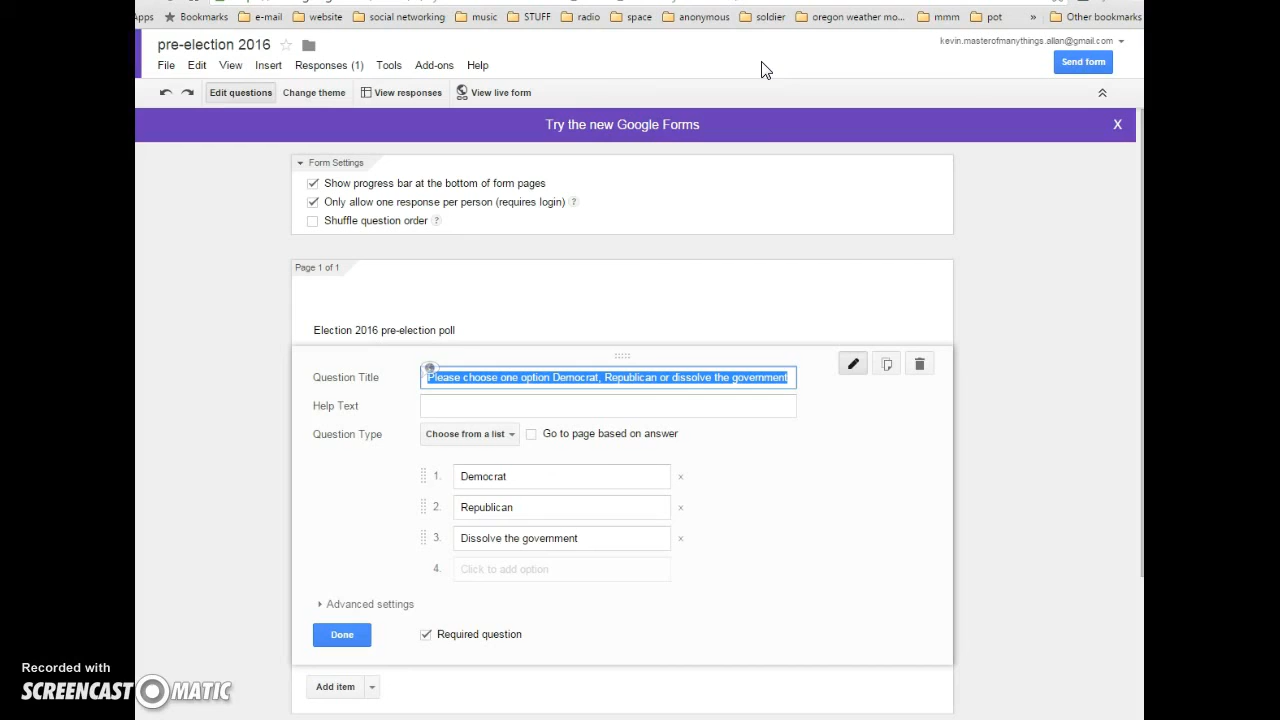 Apps Bookmarks e-mail website social networking music STUFF radio space anonymous soldier oregon weather mo... mmm pot » Other bookmarks
pre-election 2016
kevin.masterofmanythings.allan@gmail.com
File Edit View Insert Responses (1) Tools Add-ons Help
Send form
Edit questions Change theme View responses View live form
Try the new Google Forms X
Form Settings
Show progress bar at the bottom of form pages
Only allow one response per person (requires login) ?
Shuffle question order ?
Page 1 of 1
Election 2016 pre-election poll
Question Title Please choose one option Democrat, Republican or dissolve the government
Help Text
Question Type Choose from a list Go to page based on answer
1. Democrat ×
2. Republican ×
3. Dissolve the government ×
4. Click to add option
Advanced settings
Done Required question
Add item
Recorded with
SCREENCAST O MATIC